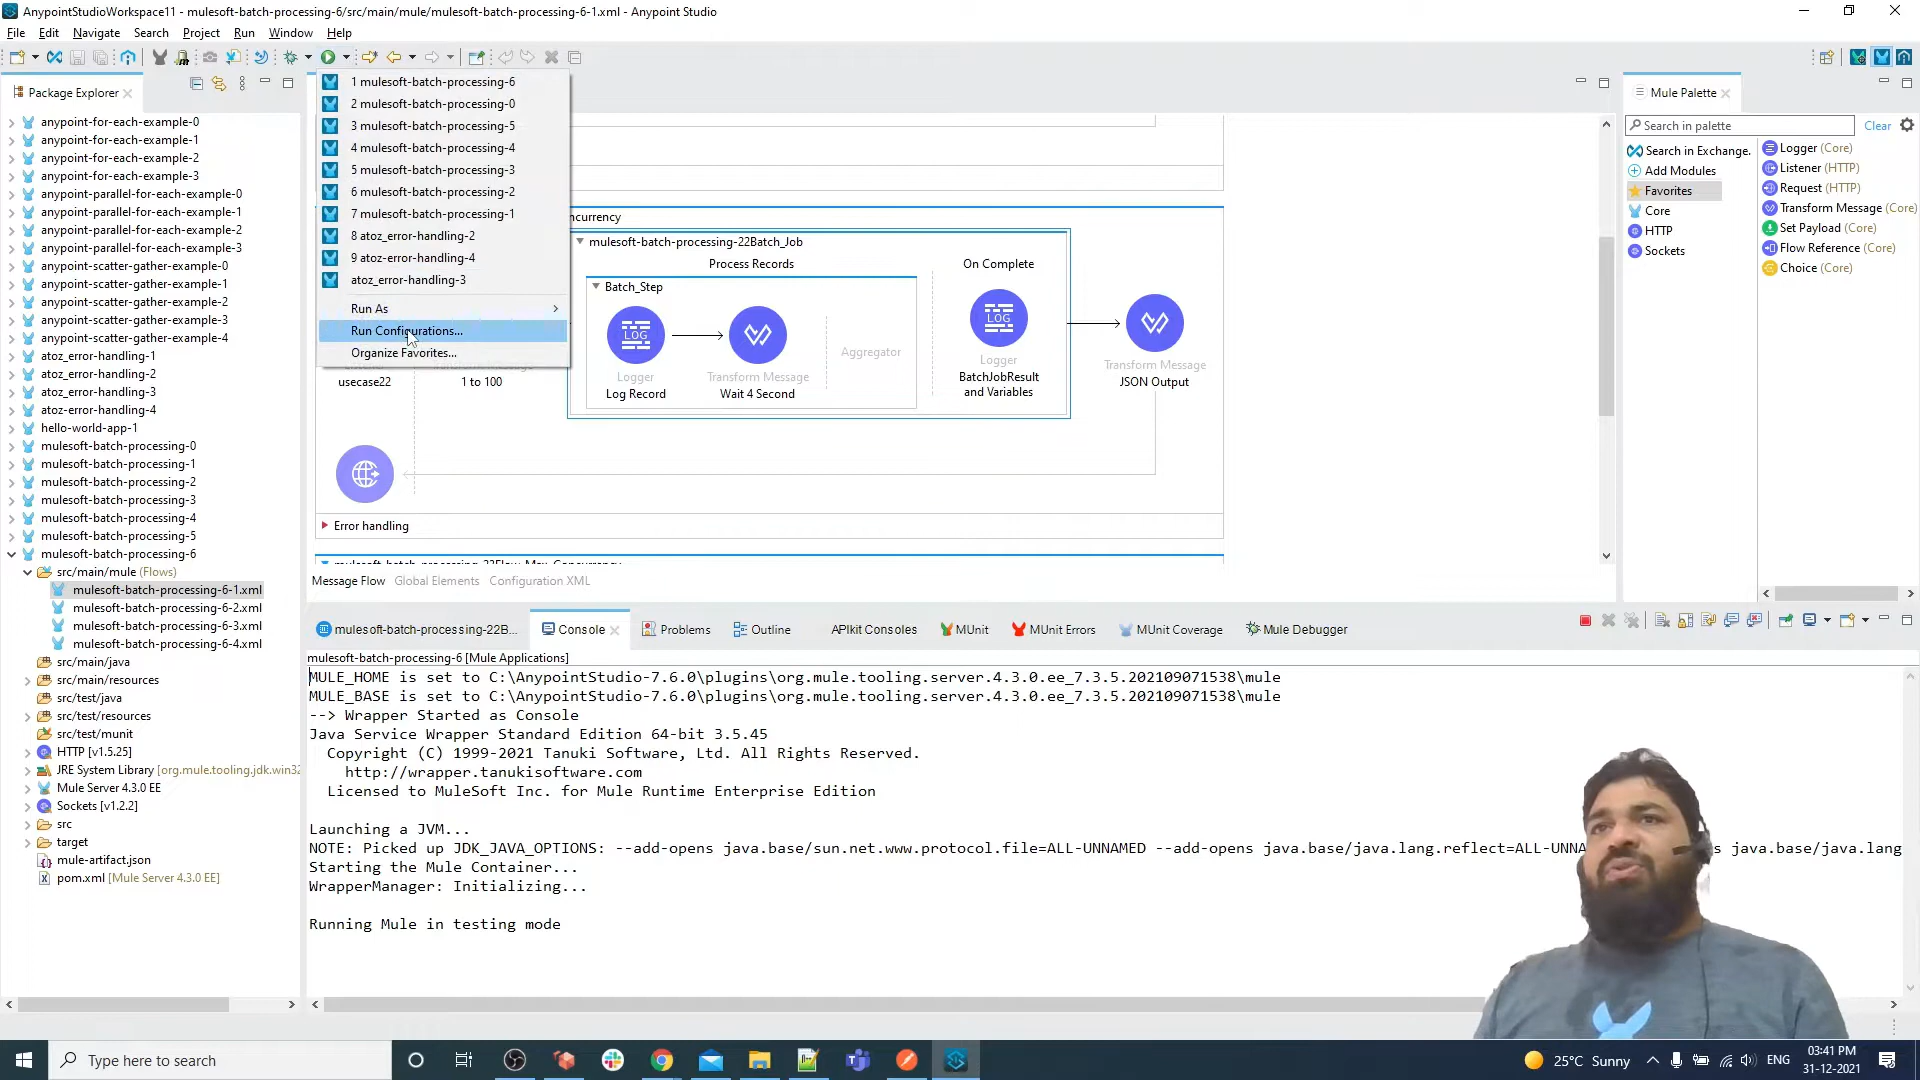 AnypointStudioWorkspace11 - mulesoft-batch-processing-6/src/main/mule/mulesoft-batch-processing-6-1.xml - Anypoint Studio
File Edit Navigate Search Project Run Window Help
Package Explorer
anypoint-for-each-example-0
anypoint-for-each-example-1
anypoint-for-each-example-2
anypoint-for-each-example-3
anypoint-parallel-for-each-example-0
anypoint-parallel-for-each-example-1
anypoint-parallel-for-each-example-2
anypoint-parallel-for-each-example-3
anypoint-scatter-gather-example-0
anypoint-scatter-gather-example-1
anypoint-scatter-gather-example-2
anypoint-scatter-gather-example-3
anypoint-scatter-gather-example-4
atoz_error-handling-1
atoz_error-handling-2
atoz_error-handling-3
atoz-error-handling-4
hello-world-app-1
mulesoft-batch-processing-0
mulesoft-batch-processing-1
mulesoft-batch-processing-2
mulesoft-batch-processing-3
mulesoft-batch-processing-4
mulesoft-batch-processing-5
mulesoft-batch-processing-6
src/main/mule (Flows)
mulesoft-batch-processing-6-1.xml
mulesoft-batch-processing-6-2.xml
mulesoft-batch-processing-6-3.xml
mulesoft-batch-processing-6-4.xml
src/main/java
src/main/resources
src/test/java
src/test/resources
src/test/munit
HTTP [v1.5.25]
JRE System Library [org.mule.tooling.jdk.win32
Mule Server 4.3.0 EE
Sockets [v1.2.2]
src
target
mule-artifact.json
pom.xml [Mule Server 4.3.0 EE]
1 mulesoft-batch-processing-6
2 mulesoft-batch-processing-0
3 mulesoft-batch-processing-5
4 mulesoft-batch-processing-4
5 mulesoft-batch-processing-3
6 mulesoft-batch-processing-2
7 mulesoft-batch-processing-1
8 atoz_error-handling-2
9 atoz-error-handling-4
atoz_error-handling-3
Run As
Run Configurations...
Organize Favorites...
ncurrency
mulesoft-batch-processing-22Batch_Job
Process Records
On Complete
Batch_Step
LOG
LOG
Aggregator
Logger
Transform Message
Logger
Transform Message
usecase22
1 to 100
Log Record
Wait 4 Second
BatchJobResult
and Variables
JSON Output
Error handling
Message Flow Global Elements Configuration XML
Mule Palette
Search in palette
Clear
Search in Exchange.
Add Modules
Favorites
Core
HTTP
Sockets
Logger (Core)
Listener (HTTP)
Request (HTTP)
Transform Message (Core)
Set Payload (Core)
Flow Reference (Core)
Choice (Core)
mulesoft-batch-processing-22B... Console Problems Outline APIkit Consoles MUnit MUnit Errors MUnit Coverage Mule Debugger
mulesoft-batch-processing-6 [Mule Applications]
MULE_HOME is set to C:\AnypointStudio-7.6.0\plugins\org.mule.tooling.server.4.3.0.ee_7.3.5.202109071538\mule
MULE_BASE is set to C:\AnypointStudio-7.6.0\plugins\org.mule.tooling.server.4.3.0.ee_7.3.5.202109071538\mule
--> Wrapper Started as Console
Java Service Wrapper Standard Edition 64-bit 3.5.45
Copyright (C) 1999-2021 Tanuki Software, Ltd. All Rights Reserved.
http://wrapper.tanukisoftware.com
Licensed to MuleSoft Inc. for Mule Runtime Enterprise Edition
Launching a JVM...
NOTE: Picked up JDK_JAVA_OPTIONS: --add-opens java.base/sun.net.www.protocol.file=ALL-UNNAMED --add-opens java.base/java.lang.reflect=ALL-UNNA s java.base/java.lang
Starting the Mule Container...
WrapperManager: Initializing...
Running Mule in testing mode
Type here to search
25°C Sunny
ENG
03:41 PM
31-12-2021